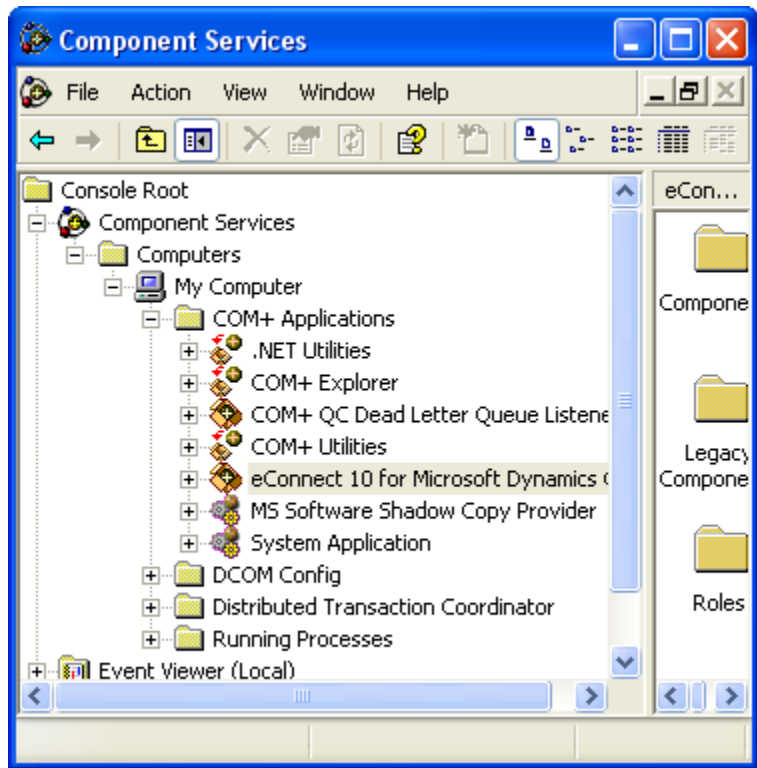 Component Services
File Action View Window Help
Console Root
Component Services
Computers
My Computer
COM+ Applications
.NET Utilities
COM+ Explorer
COM+ QC Dead Letter Queue Listene
COM+ Utilities
eConnect 10 for Microsoft Dynamics
MS Software Shadow Copy Provider
System Application
DCOM Config
Distributed Transaction Coordinator
Running Processes
Event Viewer (Local)
eCon...
Compone
Legacy
Compone
Roles